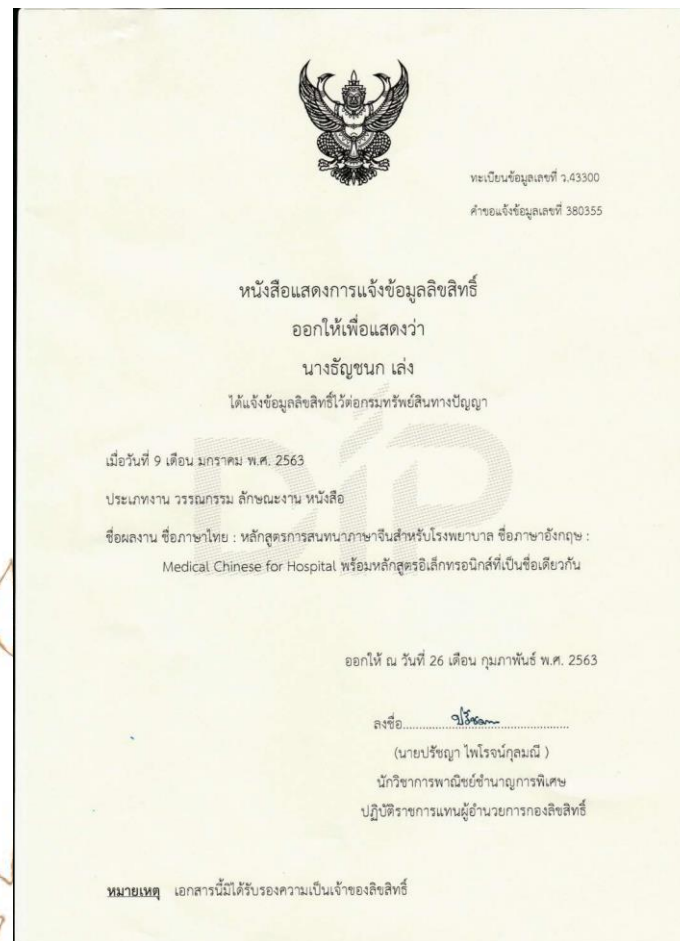 ทะเบียนข้อมูลเลขที่ ว.43300
คำขอแจ้งข้อมูลเลขที่ 380355
หนังสือแสดงการแจ้งข้อมูลลิขสิทธิ์
ออกให้เพื่อแสดงว่า
นางธัญชนก เล่ง
ได้แจ้งข้อมูลลิขสิทธิ์ไว้ต่อกรมทรัพย์สินทางปัญญา
DIP
เมื่อวันที่ 9 เดือน มกราคม พ.ศ. 2563
ประเภทงาน วรรณกรรม ลักษณะงาน หนังสือ
ชื่อผลงาน ชื่อภาษาไทย : หลักสูตรการสนทนาภาษาจีนสำหรับโรงพยาบาล ชื่อภาษาอังกฤษ :
Medical Chinese for Hospital พร้อมหลักสูตรอิเล็กทรอนิกส์ที่เป็นชื่อเดียวกัน
ออกให้ ณ วันที่ 26 เดือน กุมภาพันธ์ พ.ศ. 2563
ลงชื่อ
(นายปรัชญา ไพโรจน์กุลมณี )
นักวิชาการพาณิชย์ชำนาญการพิเศษ
ปฏิบัติราชการแทนผู้อำนวยการกองลิขสิทธิ์
หมายเหตุ เอกสารนี้มิได้รับรองความเป็นเจ้าของลิขสิทธิ์